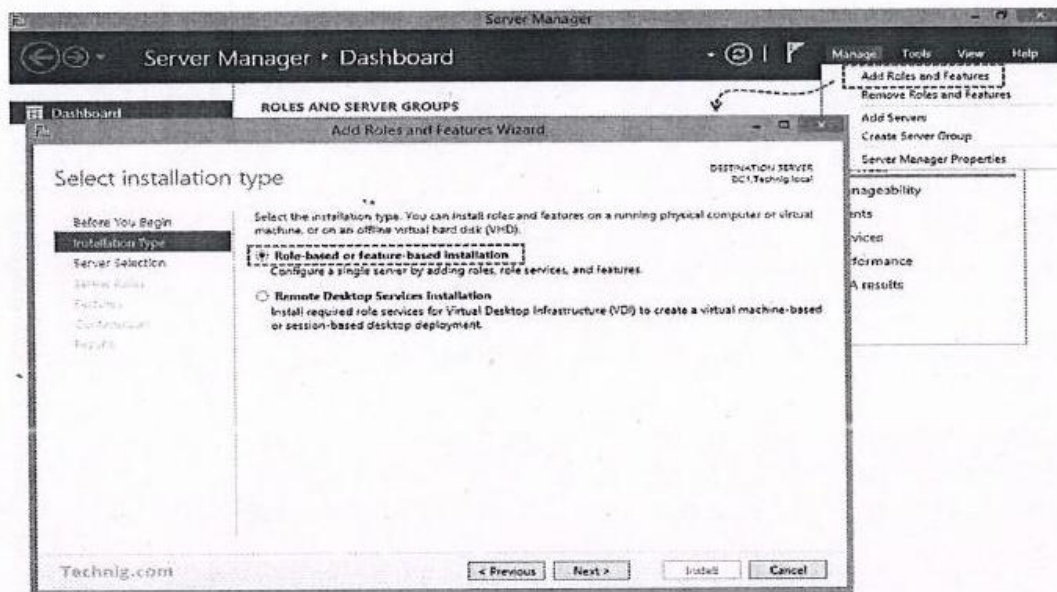 Server Manager
Server Manager • Dashboard
Manage Tools View Help
Add Roles and Features
Remove Roles and Features
Add Servers
Create Server Group
Server Manager Properties
Dashboard
ROLES AND SERVER GROUPS
Add Roles and Features Wizard
Select installation type
DESTINATION SERVER
DC1.Technig.local
Before You Begin
Installation Type
Server Selection
Server Roles
Features
Confirmation
Results
Select the installation type. You can install roles and features on a running physical computer or virtual
machine, or on an offline virtual hard disk (VHD).
Role-based or feature-based installation
Configure a single server by adding roles, role services, and features.
Remote Desktop Services Installation
Install required role services for Virtual Desktop Infrastructure (VDI) to create a virtual machine-based
or session-based desktop deployment.
nageability
nts
vices
formance
A results
Technig.com
< Previous Next > Install Cancel